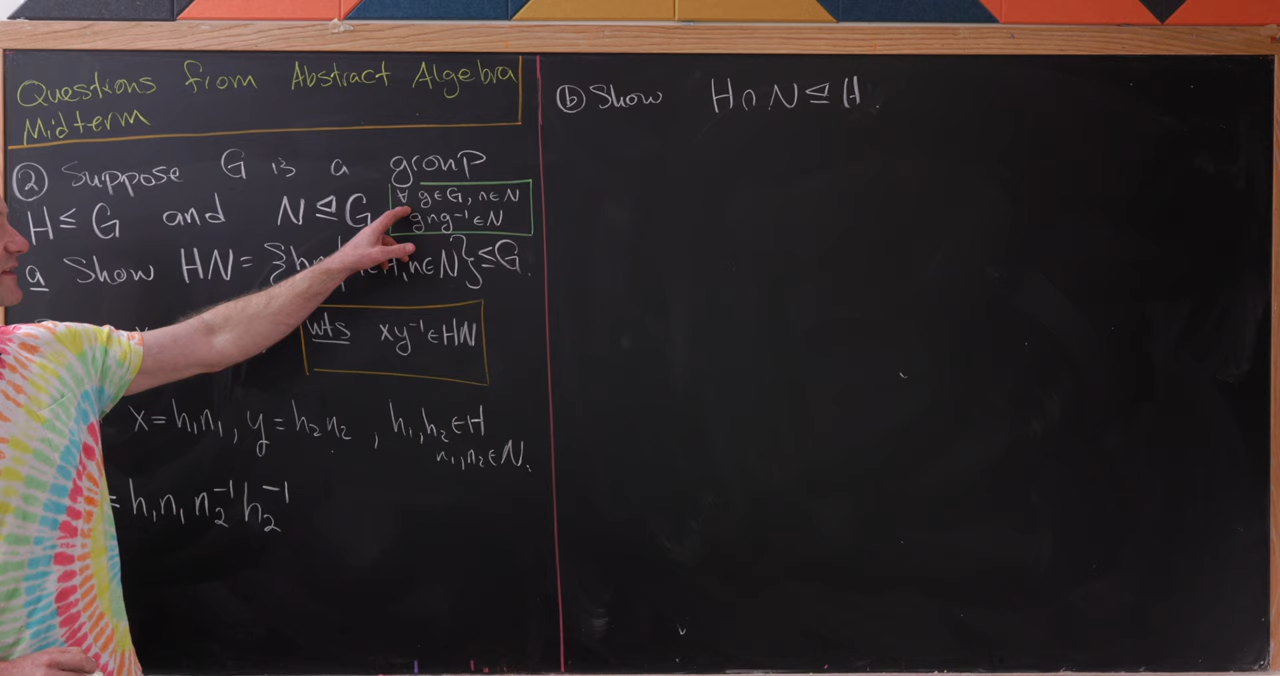 Questions from Abstract Algebra
Midterm
② Suppose G is a group
H ≤ G and N ⊴ G
∀ g∈G, n∈N
gng⁻¹∈N
a Show HN = { n∈N} ≤ G.
wts xy⁻¹∈HN
x = h₁n₁, y = h₂n₂, h₁,h₂∈H
n₁,n₂∈N.
= h₁n₁n₂⁻¹h₂⁻¹
ⓑ Show H∩N ⊴ H.